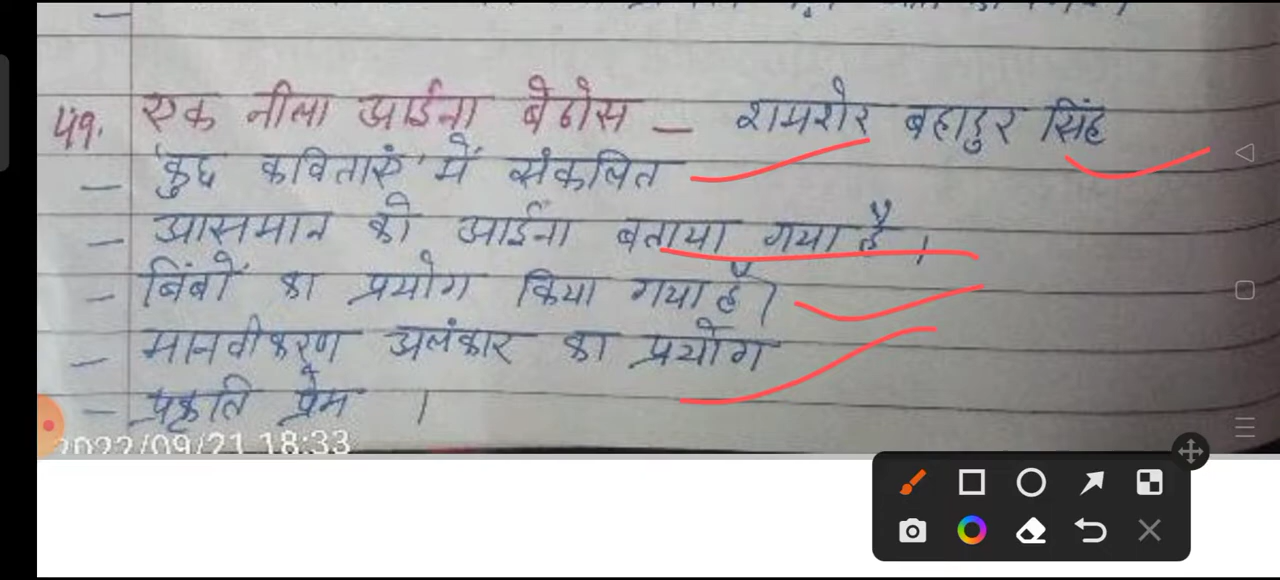 49. एक नीला आईना बेठोस – शमशेर बहादुर सिंह
– 'कुछ कविताएं' में संकलित
– आसमान को आईना बताया गया है ।
– बिंबों का प्रयोग किया गया है।
– मानवीकरण अलंकार का प्रयोग
– प्रकृति प्रेम ।
2022/09/21 18:33